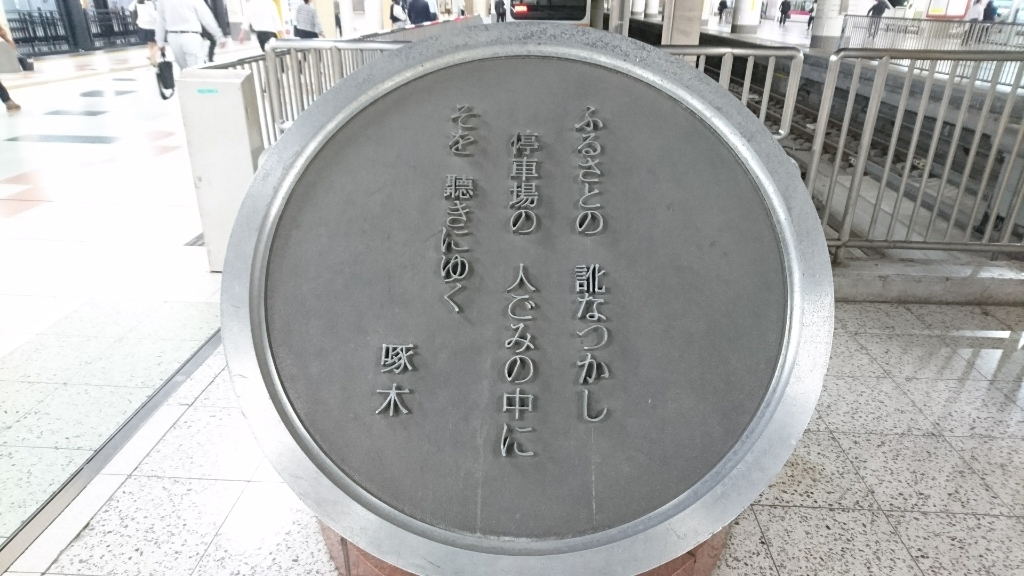 ふるさとの 訛なつかし
停車場の 人ごみの中に
そを 聴きにゆく
啄木